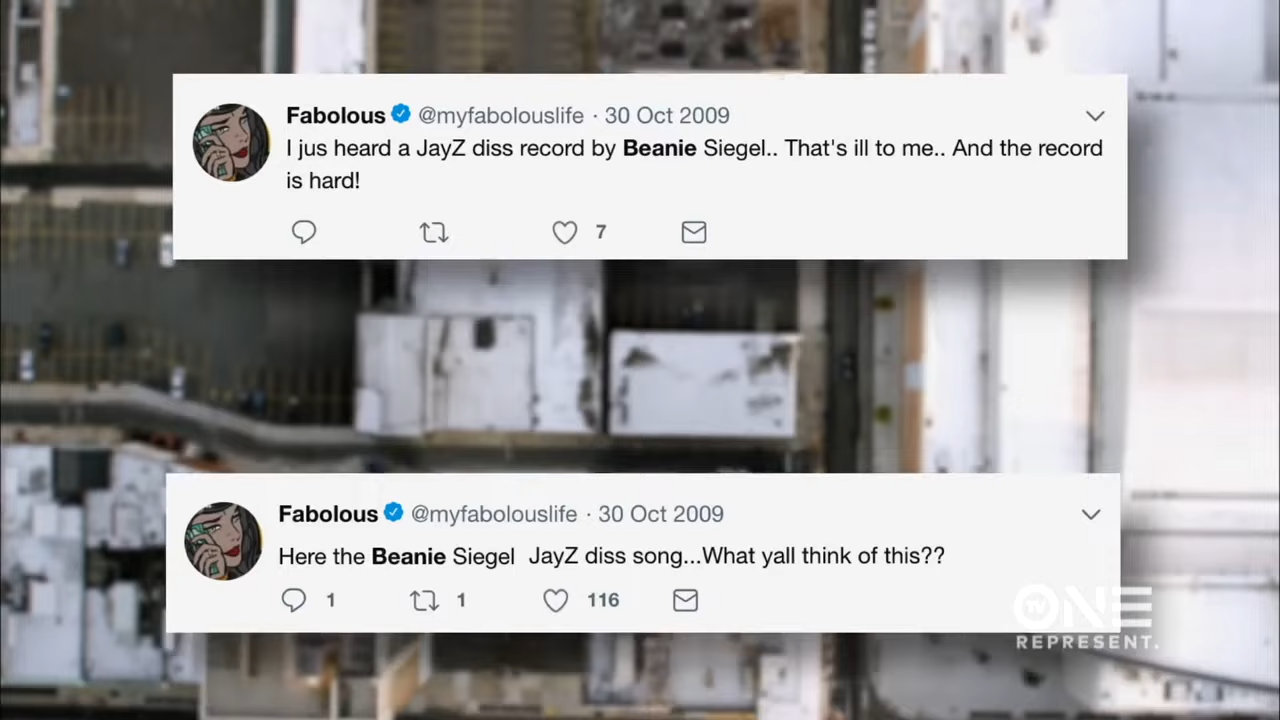 Fabolous @myfabolouslife · 30 Oct 2009
I jus heard a JayZ diss record by Beanie Siegel.. That's ill to me.. And the record
is hard!
7
Fabolous @myfabolouslife · 30 Oct 2009
Here the Beanie Siegel JayZ diss song...What yall think of this??
1 1 116
TV ONE
REPRESENT.